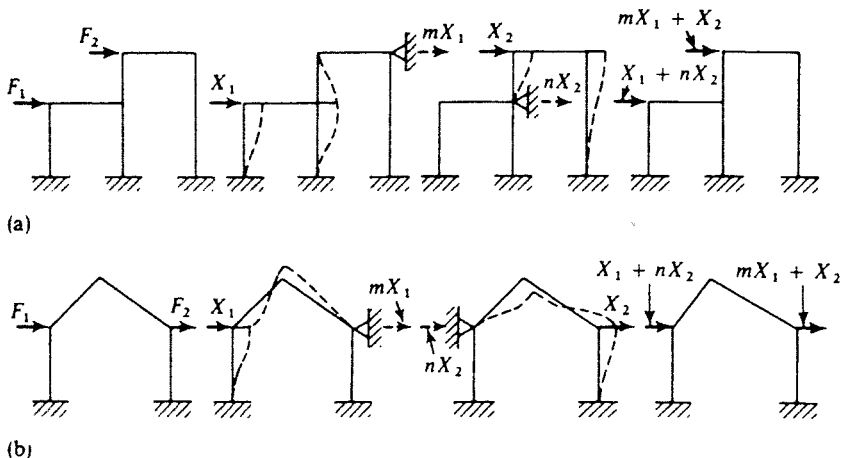 F₁
F₂
X₁
mX₁
X₂
nX₂
mX₁ + X₂
X₁ + nX₂
(a)
F₁
F₂
X₁
mX₁
nX₂
X₂
X₁ + nX₂
mX₁ + X₂
(b)